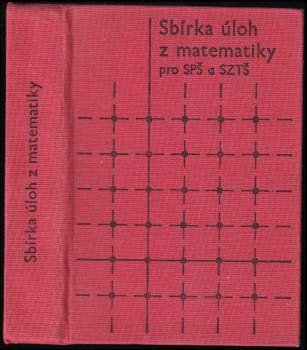 Sbírka úloh
z matematiky
pro SPŠ a SZTŠ
Sbírka úloh z matematiky